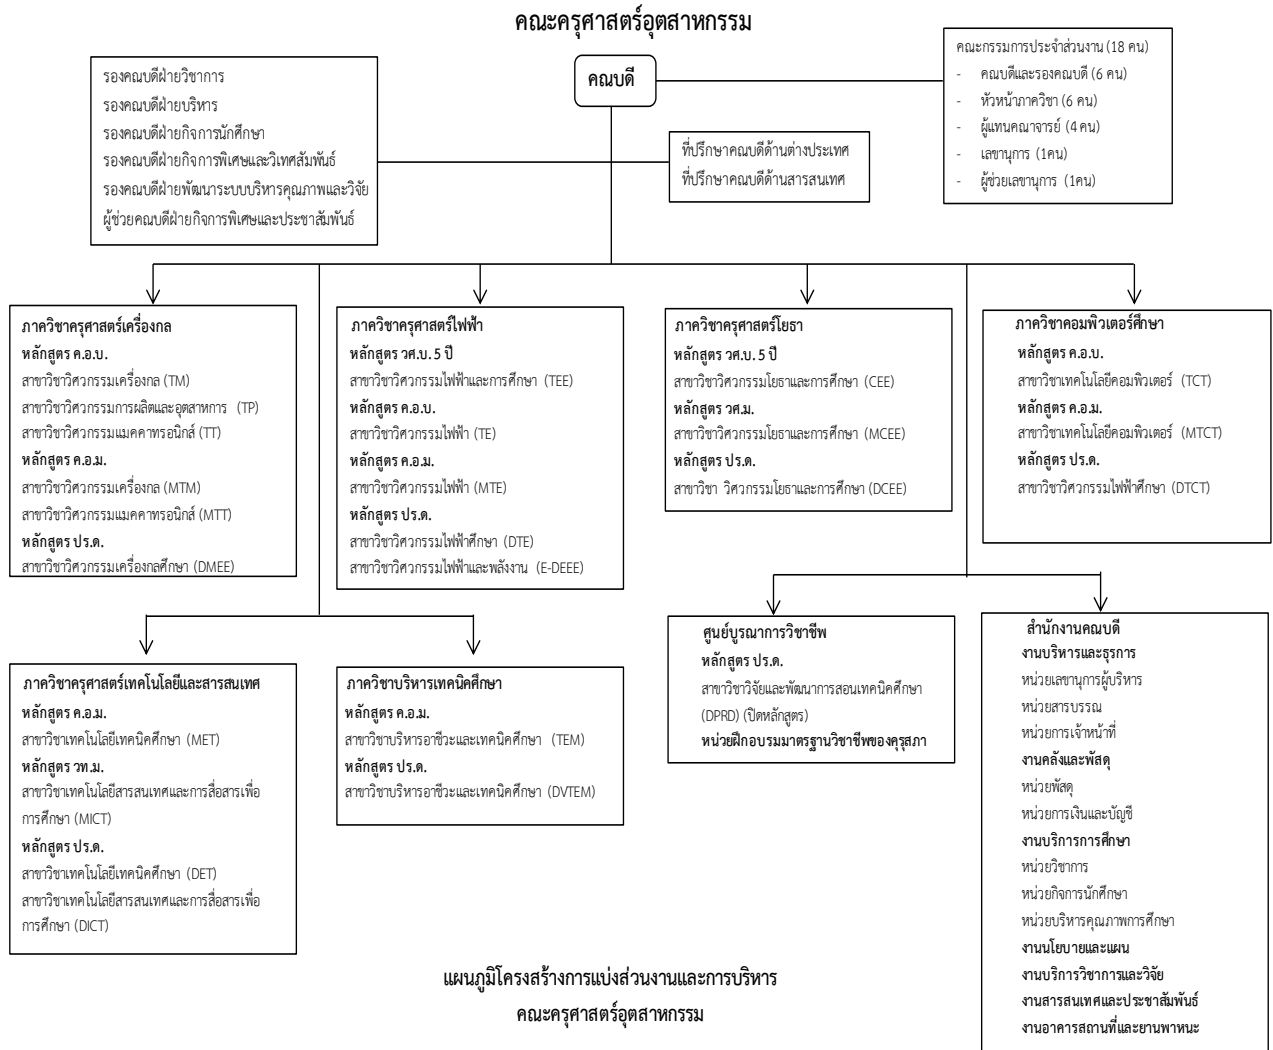 คณะครุศาสตร์อุตสาหกรรม
คณบดี
รองคณบดีฝ่ายวิชาการ
รองคณบดีฝ่ายบริหาร
รองคณบดีฝ่ายกิจการนักศึกษา
รองคณบดีฝ่ายกิจการพิเศษและวิเทศสัมพันธ์
รองคณบดีฝ่ายพัฒนาระบบบริหารคุณภาพและวิจัย
ผู้ช่วยคณบดีฝ่ายกิจการพิเศษและประชาสัมพันธ์
ที่ปรึกษาคณบดีด้านต่างประเทศ
ที่ปรึกษาคณบดีด้านสารสนเทศ
คณะกรรมการประจำส่วนงาน (18 คน)
- คณบดีและรองคณบดี (6 คน)
- หัวหน้าภาควิชา (6 คน)
- ผู้แทนคณาจารย์ (4 คน)
- เลขานุการ (1คน)
- ผู้ช่วยเลขานุการ (1คน)
ภาควิชาครุศาสตร์เครื่องกล
หลักสูตร ค.อ.บ.
สาขาวิชาวิศวกรรมเครื่องกล (TM)
สาขาวิชาวิศวกรรมการผลิตและอุตสาหการ (TP)
สาขาวิชาวิศวกรรมแมคคาทรอนิกส์ (TT)
หลักสูตร ค.อ.ม.
สาขาวิชาวิศวกรรมเครื่องกล (MTM)
สาขาวิชาวิศวกรรมแมคคาทรอนิกส์ (MTT)
หลักสูตร ปร.ด.
สาขาวิชาวิศวกรรมเครื่องกลศึกษา (DMEE)
ภาควิชาครุศาสตร์ไฟฟ้า
หลักสูตร วศ.บ. 5 ปี
สาขาวิชาวิศวกรรมไฟฟ้าและการศึกษา (TEE)
หลักสูตร ค.อ.บ.
สาขาวิชาวิศวกรรมไฟฟ้า (TE)
หลักสูตร ค.อ.ม.
สาขาวิชาวิศวกรรมไฟฟ้า (MTE)
หลักสูตร ปร.ด.
สาขาวิชาวิศวกรรมไฟฟ้าศึกษา (DTE)
สาขาวิชาวิศวกรรมไฟฟ้าและพลังงาน (E-DEEE)
ภาควิชาครุศาสตร์โยธา
หลักสูตร วศ.บ. 5 ปี
สาขาวิชาวิศวกรรมโยธาและการศึกษา (CEE)
หลักสูตร วศ.ม.
สาขาวิชาวิศวกรรมโยธาและการศึกษา (MCEE)
หลักสูตร ปร.ด.
สาขาวิชา วิศวกรรมโยธาและการศึกษา (DCEE)
ภาควิชาคอมพิวเตอร์ศึกษา
หลักสูตร ค.อ.บ.
สาขาวิชาเทคโนโลยีคอมพิวเตอร์ (TCT)
หลักสูตร ค.อ.ม.
สาขาวิชาเทคโนโลยีคอมพิวเตอร์ (MTCT)
หลักสูตร ปร.ด.
สาขาวิชาวิศวกรรมไฟฟ้าศึกษา (DTCT)
ภาควิชาครุศาสตร์เทคโนโลยีและสารสนเทศ
หลักสูตร ค.อ.ม.
สาขาวิชาเทคโนโลยีเทคนิคศึกษา (MET)
หลักสูตร วท.ม.
สาขาวิชาเทคโนโลยีสารสนเทศและการสื่อสารเพื่อ
การศึกษา (MICT)
หลักสูตร ปร.ด.
สาขาวิชาเทคโนโลยีเทคนิคศึกษา (DET)
สาขาวิชาเทคโนโลยีสารสนเทศและการสื่อสารเพื่อ
การศึกษา (DICT)
ภาควิชาบริหารเทคนิคศึกษา
หลักสูตร ค.อ.ม.
สาขาวิชาบริหารอาชีวะและเทคนิคศึกษา (TEM)
หลักสูตร ปร.ด.
สาขาวิชาบริหารอาชีวะและเทคนิคศึกษา (DVTEM)
ศูนย์บูรณาการวิชาชีพ
หลักสูตร ปร.ด.
สาขาวิชาวิจัยและพัฒนาการสอนเทคนิคศึกษา
(DPRD) (ปิดหลักสูตร)
หน่วยฝึกอบรมมาตรฐานวิชาชีพของคุรุสภา
สำนักงานคณบดี
งานบริหารและธุรการ
หน่วยเลขานุการผู้บริหาร
หน่วยสารบรรณ
หน่วยการเจ้าหน้าที่
งานคลังและพัสดุ
หน่วยพัสดุ
หน่วยการเงินและบัญชี
งานบริการการศึกษา
หน่วยวิชาการ
หน่วยกิจการนักศึกษา
หน่วยบริหารคุณภาพการศึกษา
งานนโยบายและแผน
งานบริการวิชาการและวิจัย
งานสารสนเทศและประชาสัมพันธ์
งานอาคารสถานที่และยานพาหนะ
แผนภูมิโครงสร้างการแบ่งส่วนงานและการบริหาร
คณะครุศาสตร์อุตสาหกรรม